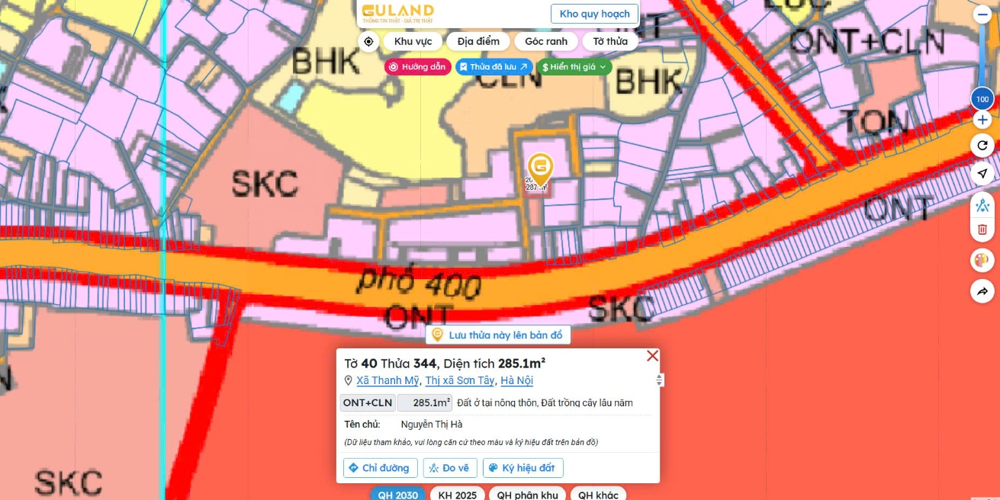 GULAND
THÔNG TIN THẬT - GIÁ TRỊ THẬT
Kho quy hoạch
Khu vực
Địa điểm
Góc ranh
Tờ thửa
Hướng dẫn
Thửa đã lưu
$ Hiển thị giá
ONT
ONT+CLN
BHK
CLN
BHK
100
TON
SKC
287 m²
ONT
phố 400
ONT
SKC
Lưu thửa này lên bản đồ
Tờ 40 Thửa 344, Diện tích 285.1m²
Xã Thanh Mỹ, Thị xã Sơn Tây, Hà Nội
ONT+CLN 285.1m² Đất ở tại nông thôn, Đất trồng cây lâu năm
Tên chủ: Nguyễn Thị Hà
(Dữ liệu tham khảo, vui lòng căn cứ theo màu và ký hiệu đất trên bản đồ)
Chỉ đường
Đo vẽ
Ký hiệu đất
SKC
QH 2030
KH 2025
QH phân khu
QH khác